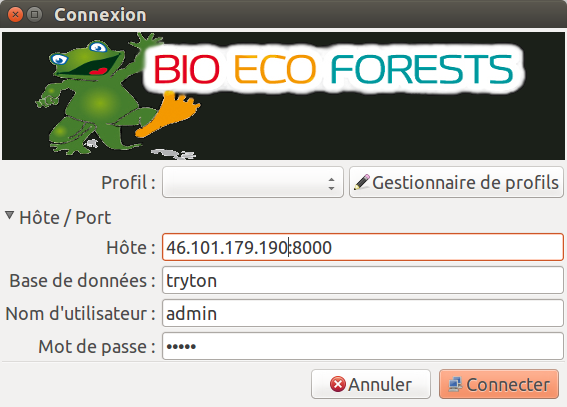 Connexion
BIO ECO FORESTS
Profil :
Gestionnaire de profils
Hôte / Port
Hôte : 46.101.179.190:8000
Base de données : tryton
Nom d'utilisateur : admin
Mot de passe : •••••
Annuler
Connecter